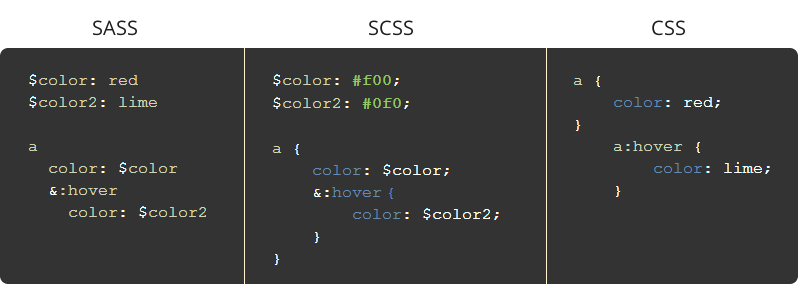 SASS
$color: red
$color2: lime
a
  color: $color
  &:hover
    color: $color2
SCSS
$color: #f00;
$color2: #0f0;
a {
    color: $color;
    &:hover {
        color: $color2;
    }
}
CSS
a {
    color: red;
}
    a:hover {
        color: lime;
    }